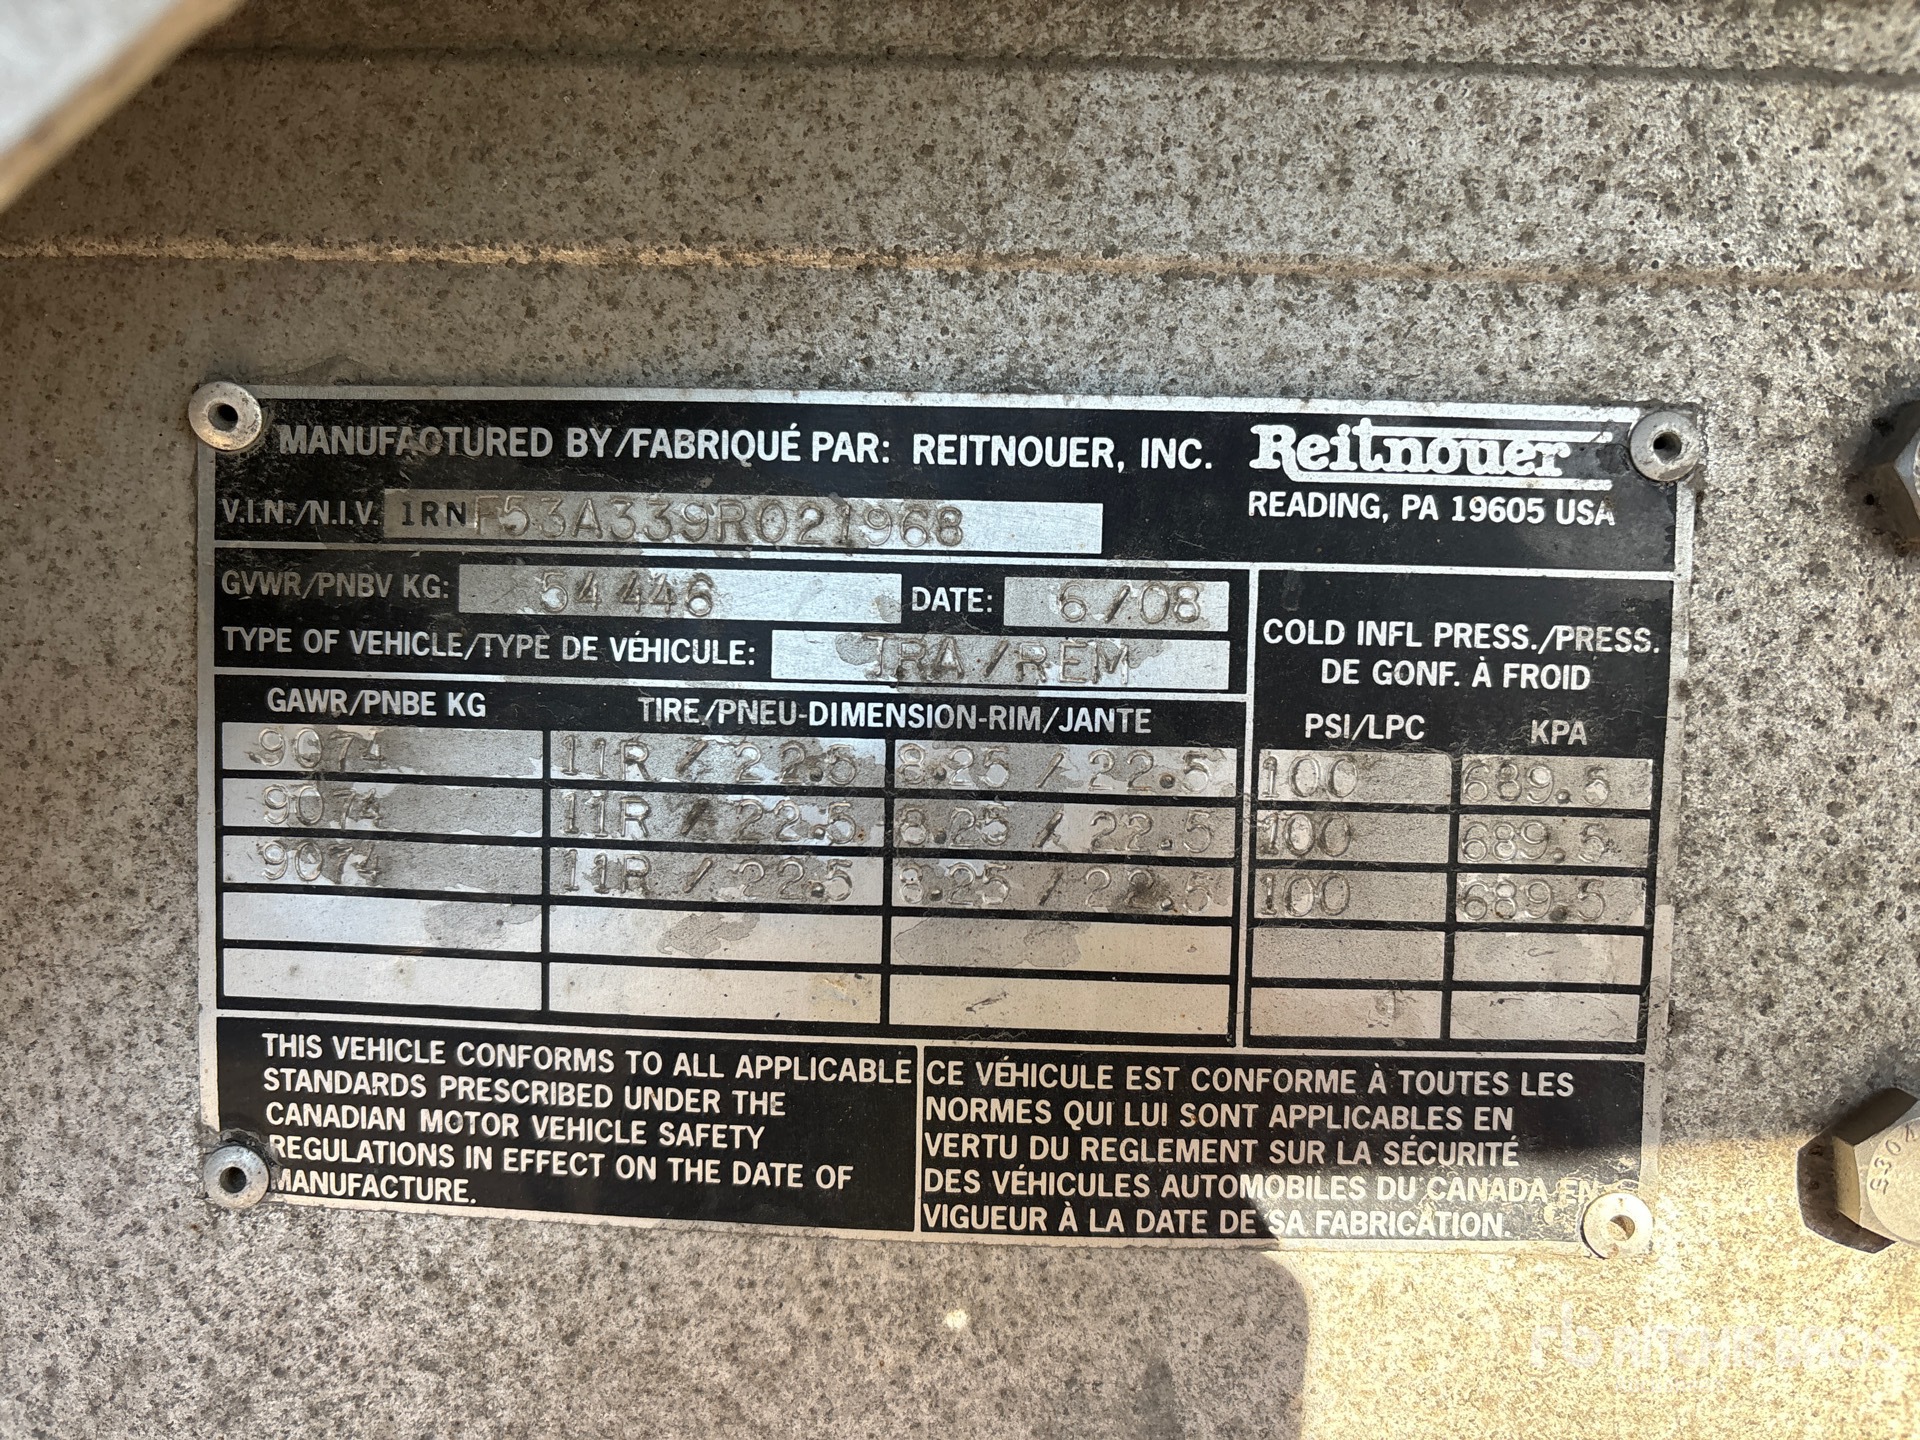 MANUFACTURED BY/FABRIQUÉ PAR: REITNOUER, INC. Reitnouer
READING, PA 19605 USA
V.I.N./N.I.V. 1RNF53A339R021968
GVWR/PNBV KG: 54446 DATE: 6/08
TYPE OF VEHICLE/TYPE DE VÉHICULE: TRA/REM
COLD INFL PRESS./PRESS.
DE GONF. À FROID
GAWR/PNBE KG TIRE/PNEU-DIMENSION-RIM/JANTE PSI/LPC KPA
9074 11R / 22.5 8.25 / 22.5 100 689.5
9074 11R / 22.5 8.25 / 22.5 100 689.5
9074 11R / 22.5 8.25 / 22.5 100 689.5
THIS VEHICLE CONFORMS TO ALL APPLICABLE
STANDARDS PRESCRIBED UNDER THE
CANADIAN MOTOR VEHICLE SAFETY
REGULATIONS IN EFFECT ON THE DATE OF
MANUFACTURE.
CE VÉHICULE EST CONFORME À TOUTES LES
NORMES QUI LUI SONT APPLICABLES EN
VERTU DU REGLEMENT SUR LA SÉCURITÉ
DES VÉHICULES AUTOMOBILES DU CANADA EN
VIGUEUR À LA DATE DE SA FABRICATION.
rb RITCHIE BROS